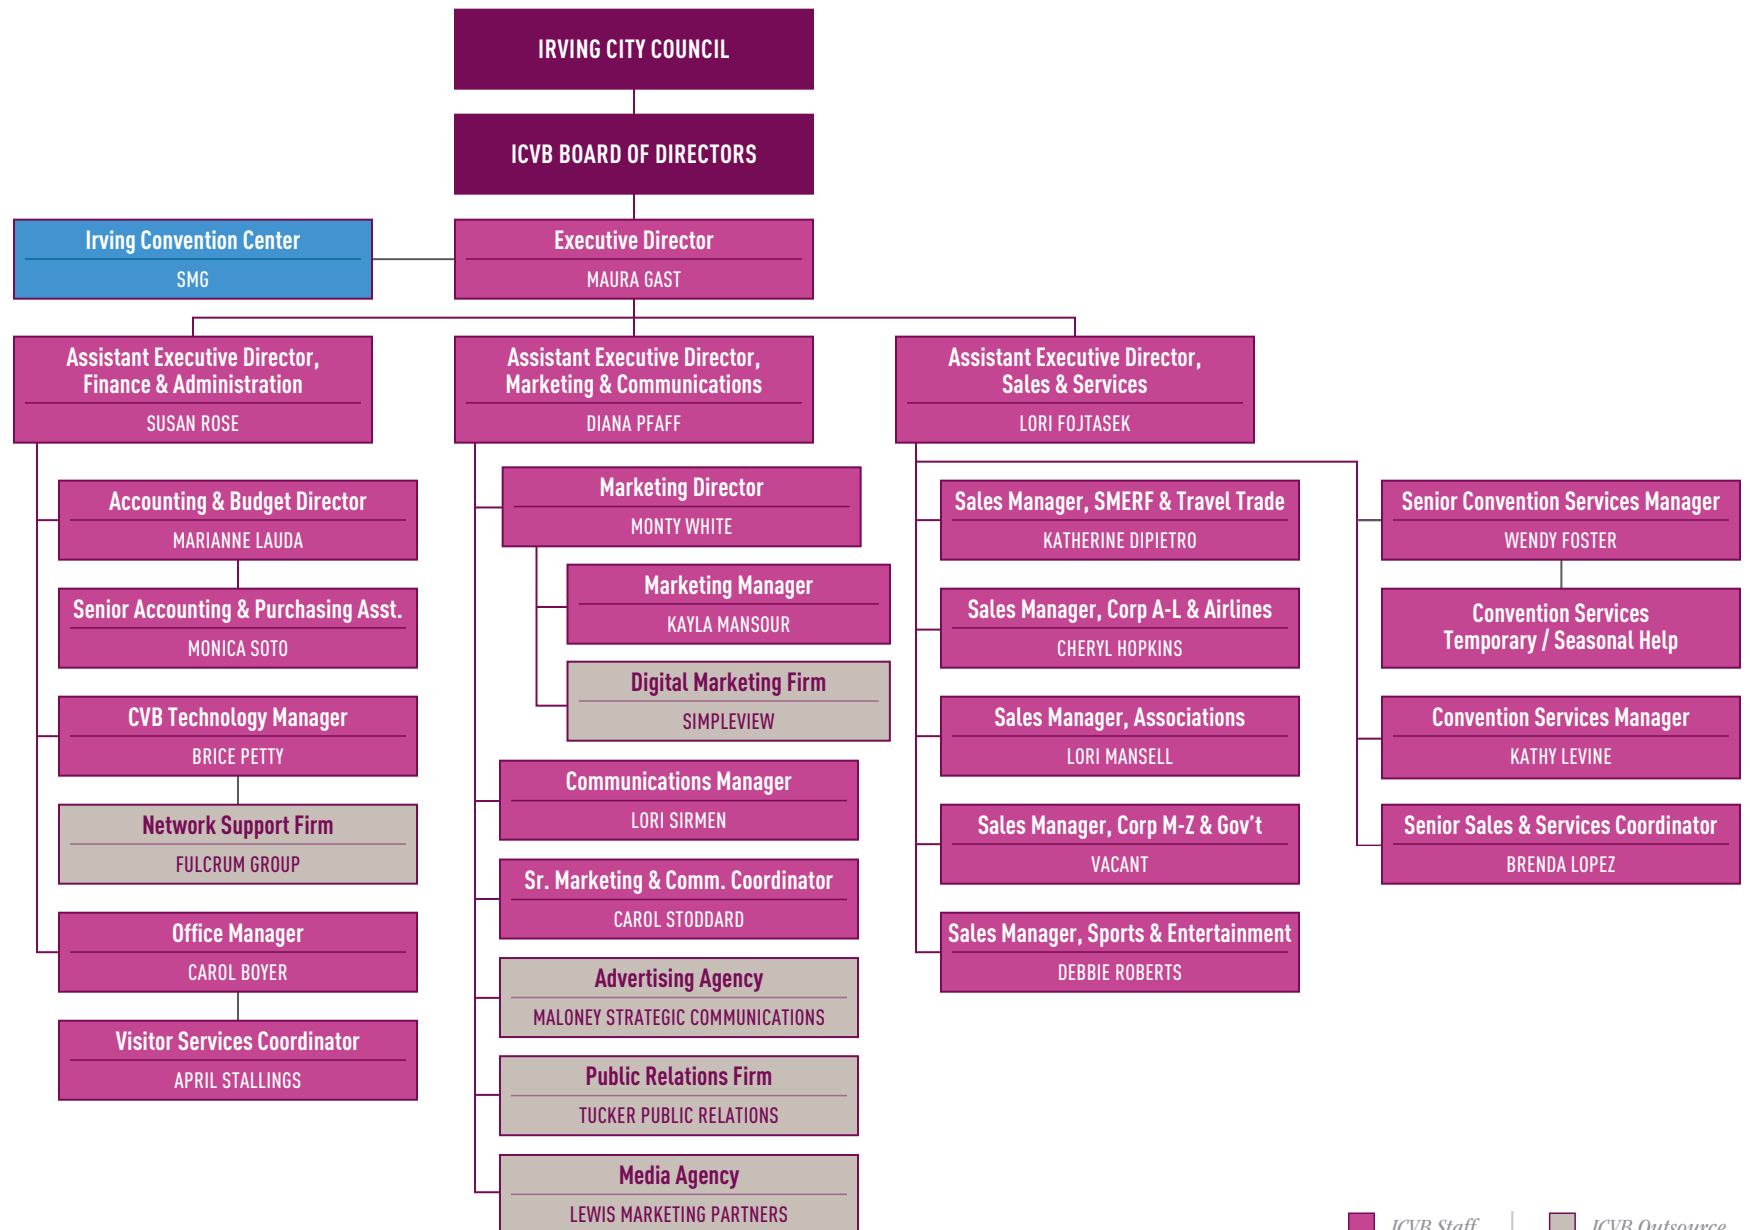 IRVING CITY COUNCIL
ICVB BOARD OF DIRECTORS
Irving Convention Center
SMG
Executive Director
MAURA GAST
Assistant Executive Director,
Finance & Administration
SUSAN ROSE
Accounting & Budget Director
MARIANNE LAUDA
Senior Accounting & Purchasing Asst.
MONICA SOTO
CVB Technology Manager
BRICE PETTY
Network Support Firm
FULCRUM GROUP
Office Manager
CAROL BOYER
Visitor Services Coordinator
APRIL STALLINGS
Assistant Executive Director,
Marketing & Communications
DIANA PFAFF
Marketing Director
MONTY WHITE
Marketing Manager
KAYLA MANSOUR
Digital Marketing Firm
SIMPLEVIEW
Communications Manager
LORI SIRMEN
Sr. Marketing & Comm. Coordinator
CAROL STODDARD
Advertising Agency
MALONEY STRATEGIC COMMUNICATIONS
Public Relations Firm
TUCKER PUBLIC RELATIONS
Media Agency
LEWIS MARKETING PARTNERS
Assistant Executive Director,
Sales & Services
LORI FOJTASEK
Sales Manager, SMERF & Travel Trade
KATHERINE DIPIETRO
Sales Manager, Corp A-L & Airlines
CHERYL HOPKINS
Sales Manager, Associations
LORI MANSELL
Sales Manager, Corp M-Z & Gov’t
VACANT
Sales Manager, Sports & Entertainment
DEBBIE ROBERTS
Senior Convention Services Manager
WENDY FOSTER
Convention Services
Temporary / Seasonal Help
Convention Services Manager
KATHY LEVINE
Senior Sales & Services Coordinator
BRENDA LOPEZ
ICVB Staff
ICVB Outsource